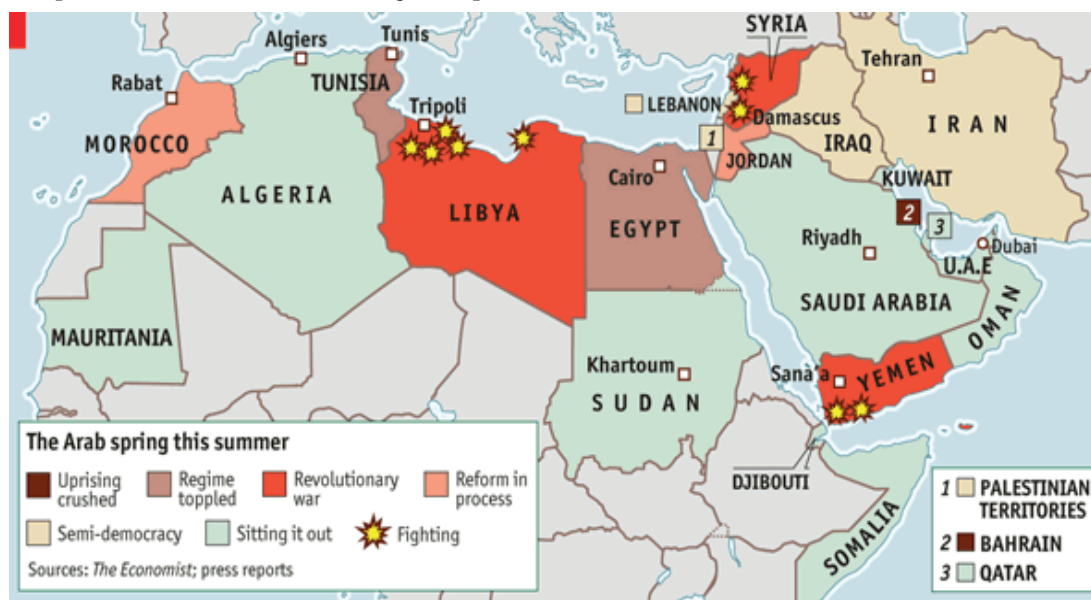 SYRIA
Tunis
Algiers
Tehran
TUNISIA
Rabat
Tripoli
LEBANON
Damascus
IRAN
1
MOROCCO
IRAQ
JORDAN
KUWAIT
Cairo
ALGERIA
LIBYA
EGYPT
2
3
Riyadh
Dubai
U.A.E
SAUDI ARABIA
OMAN
MAURITANIA
Khartoum
Sana'a
YEMEN
SUDAN
DJIBOUTI
SOMALIA
The Arab spring this summer
Uprising crushed
Regime toppled
Revolutionary war
Reform in process
Semi-democracy
Sitting it out
Fighting
Sources: The Economist; press reports
1 PALESTINIAN
TERRITORIES
2 BAHRAIN
3 QATAR